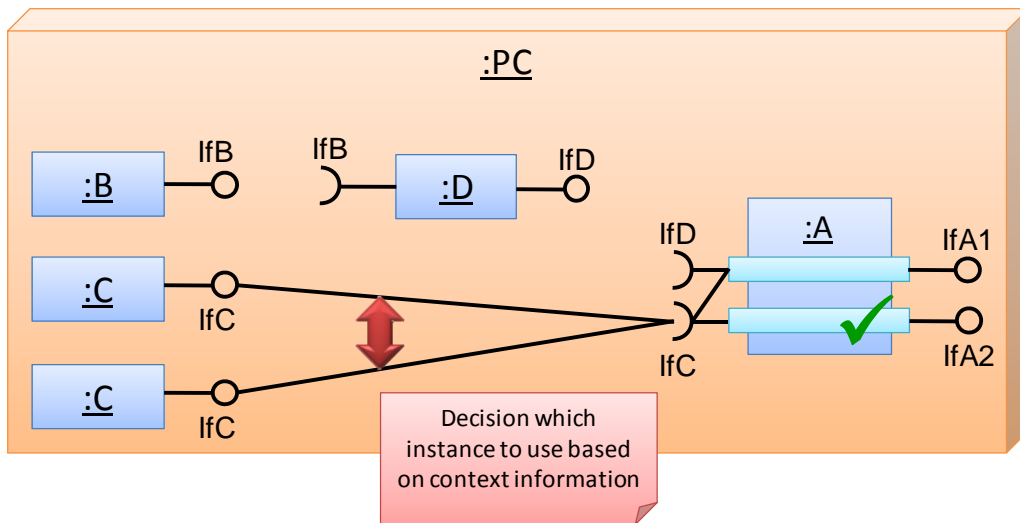 :PC
IfB
IfB
IfD
:B
:D
IfD
:A
IfA1
:C
IfC
IfC
IfA2
:C
IfC
Decision which
instance to use based
on context information